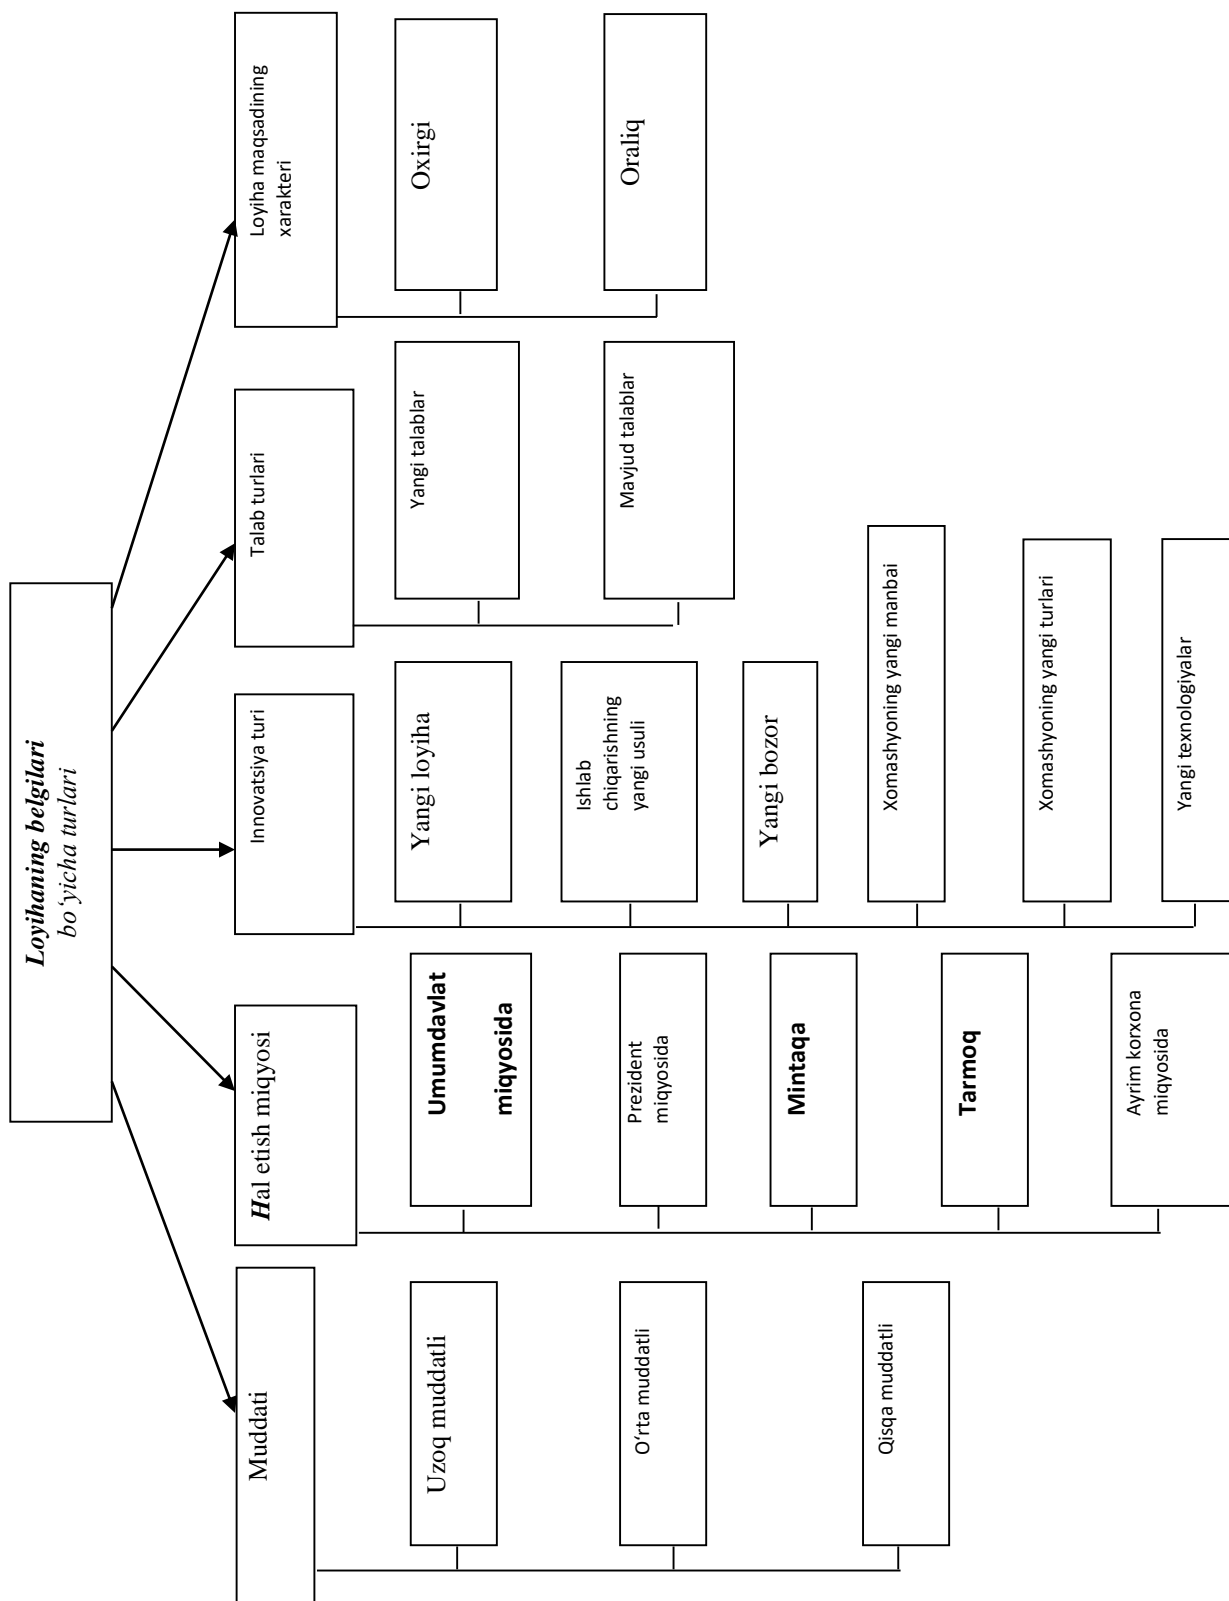 Loyihaning belgilari
bo‘yicha turlari
Muddati
Uzoq muddatli
O‘rta muddatli
Qisqa muddatli
Hal etish miqyosi
Umumdavlat
miqyosida
Prezident
miqyosida
Mintaqa
Tarmoq
Ayrim korxona
miqyosida
Innovatsiya turi
Yangi loyiha
Ishlab
chiqarishning
yangi usuli
Yangi bozor
Xomashyoning yangi manbai
Xomashyoning yangi turlari
Yangi texnologiyalar
Talab turlari
Yangi talablar
Mavjud talablar
Loyiha maqsadining
xarakteri
Oxirgi
Oraliq